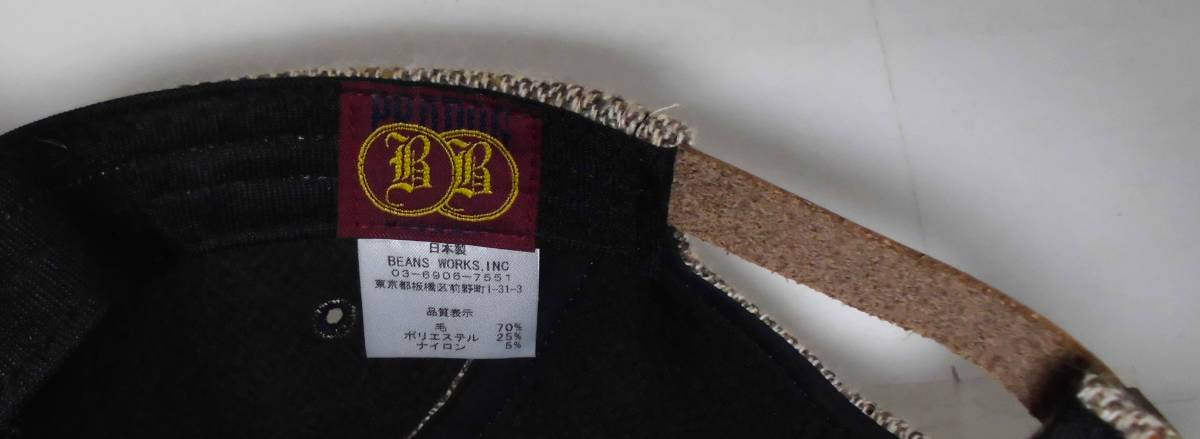 B B
日本製
BEANS WORKS,INC
03-6906-7551
東京都板橋区前野町1-31-3
品質表示
毛 70%
ポリエステル 25%
ナイロン 5%